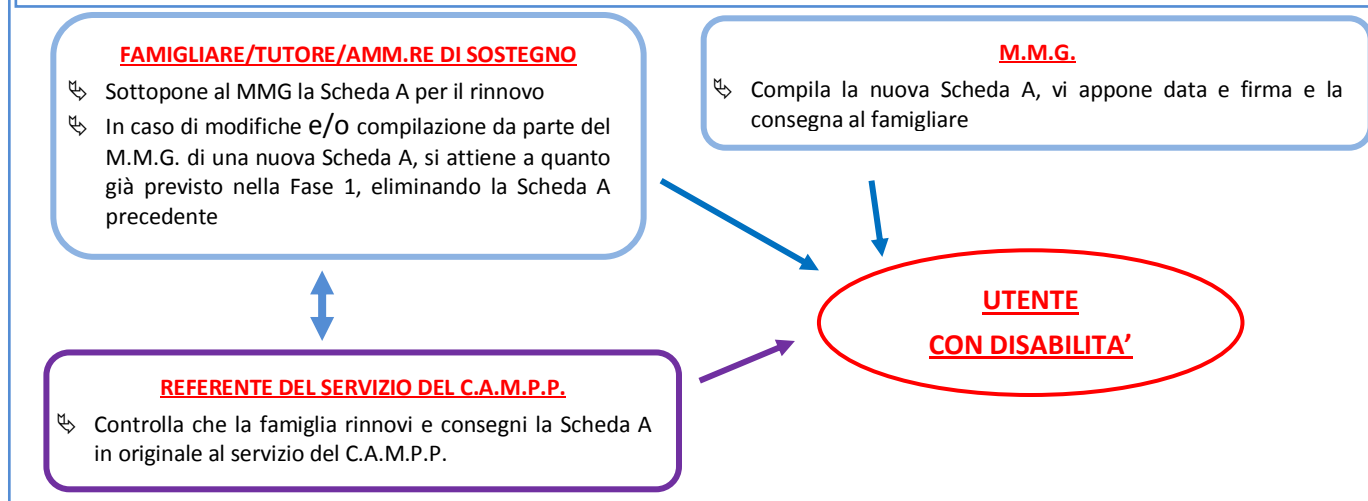 FAMIGLIARE/TUTORE/AMM.RE DI SOSTEGNO
Sottopone al MMG la Scheda A per il rinnovo
In caso di modifiche e/o compilazione da parte del
M.M.G. di una nuova Scheda A, si attiene a quanto
già previsto nella Fase 1, eliminando la Scheda A
precedente
M.M.G.
Compila la nuova Scheda A, vi appone data e firma e la
consegna al famigliare
UTENTE
CON DISABILITA’
REFERENTE DEL SERVIZIO DEL C.A.M.P.P.
Controlla che la famiglia rinnovi e consegni la Scheda A
in originale al servizio del C.A.M.P.P.